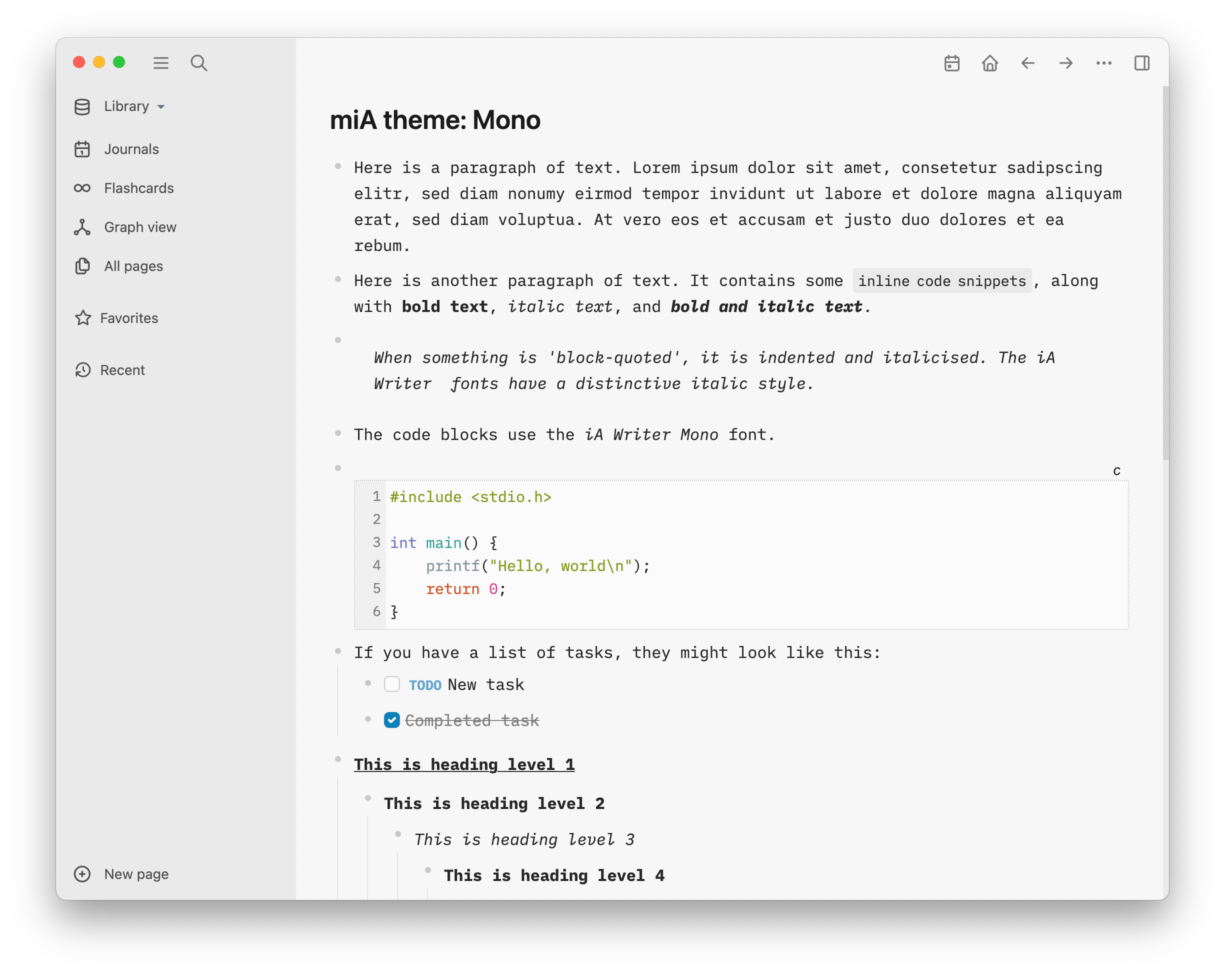 Library
Journals
Flashcards
Graph view
All pages
Favorites
Recent
New page
miA theme: Mono
Here is a paragraph of text. Lorem ipsum dolor sit amet, consetetur sadipscing
elitr, sed diam nonumy eirmod tempor invidunt ut labore et dolore magna aliquyam
erat, sed diam voluptua. At vero eos et accusam et justo duo dolores et ea
rebum.
Here is another paragraph of text. It contains some inline code snippets, along
with bold text, italic text, and bold and italic text.
When something is 'block-quoted', it is indented and italicised. The iA
Writer  fonts have a distinctive italic style.
The code blocks use the iA Writer Mono font.
c
1 #include <stdio.h>
2
3 int main() {
4     printf("Hello, world\n");
5     return 0;
6 }
If you have a list of tasks, they might look like this:
TODO New task
Completed task
This is heading level 1
This is heading level 2
This is heading level 3
This is heading level 4